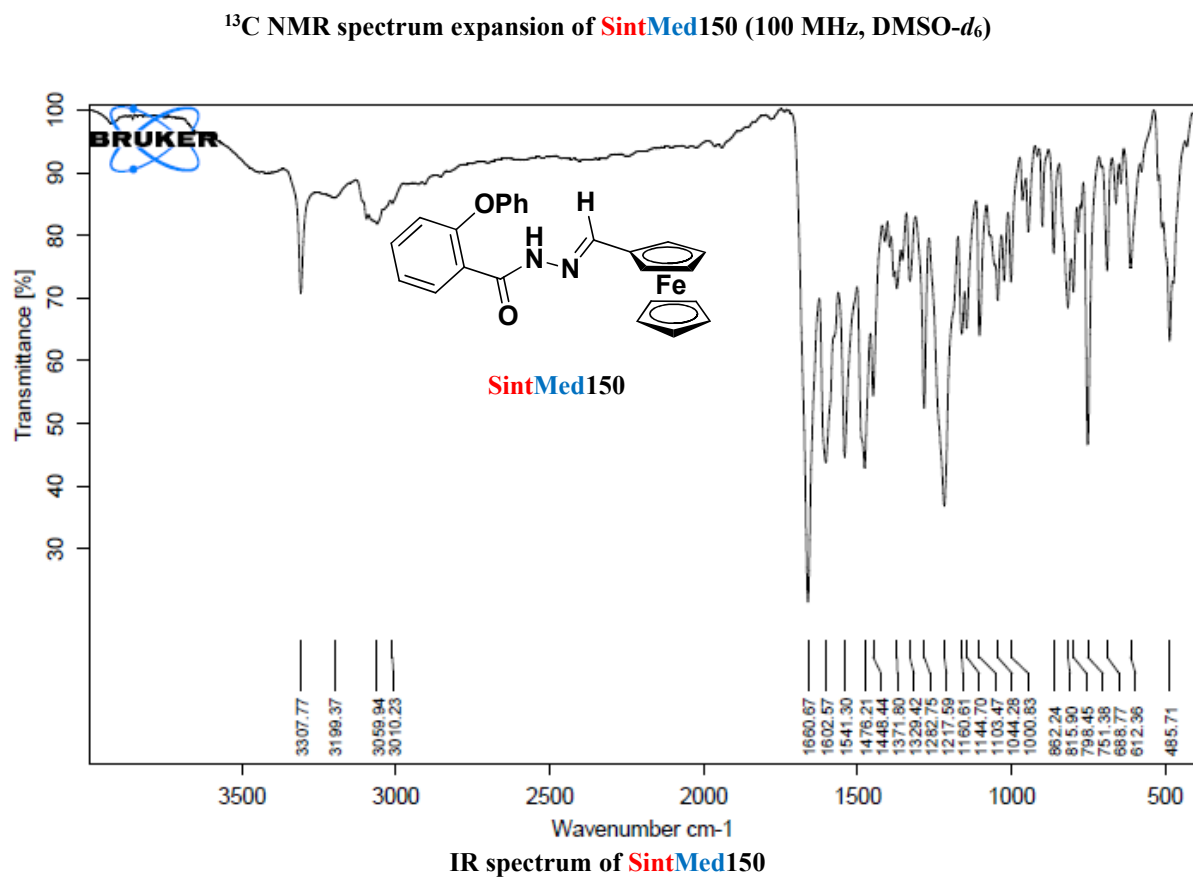 ¹³C NMR spectrum expansion of SintMed150 (100 MHz, DMSO-d₆)
BRUKER
100
90
80
70
60
50
40
30
Transmittance [%]
H
OPh
NH
N
N
O
Fe
SintMed150
3307.77
3199.37
3059.94
3010.23
1660.67
1602.57
1541.30
1476.21
1448.44
1371.80
1329.42
1282.75
1217.59
1160.61
1144.70
1103.47
1044.28
1000.83
862.24
815.90
798.45
751.38
688.77
612.36
485.71
3500 3000 2500 2000 1500 1000 500
Wavenumber cm-1
IR spectrum of SintMed150